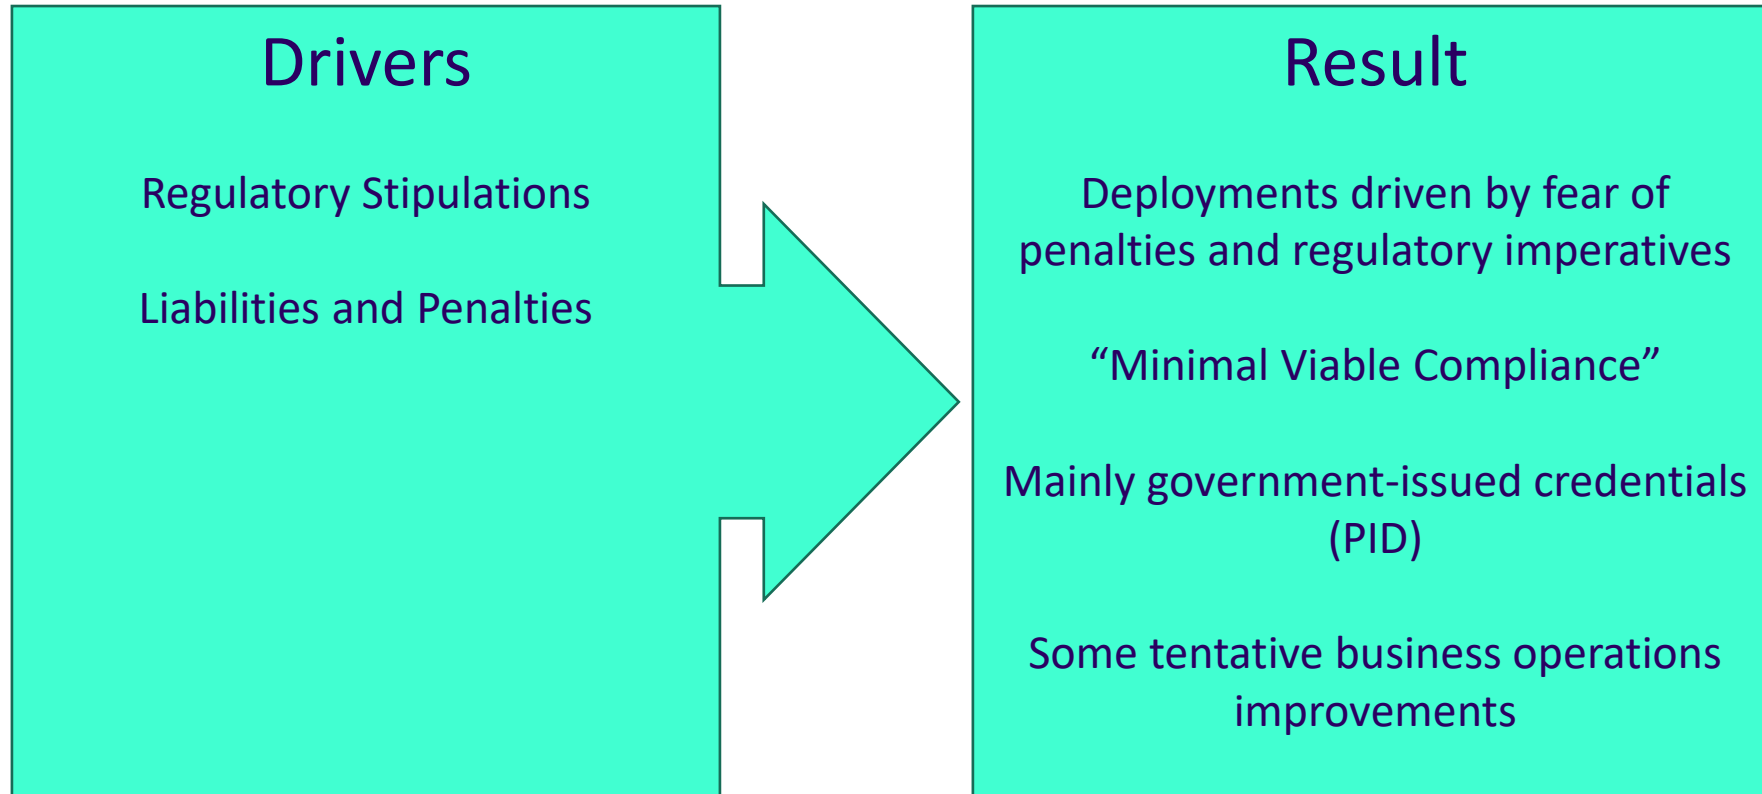 Drivers
Regulatory Stipulations
Liabilities and Penalties
Result
Deployments driven by fear of
penalties and regulatory imperatives
“Minimal Viable Compliance”
Mainly government-issued credentials
(PID)
Some tentative business operations
improvements